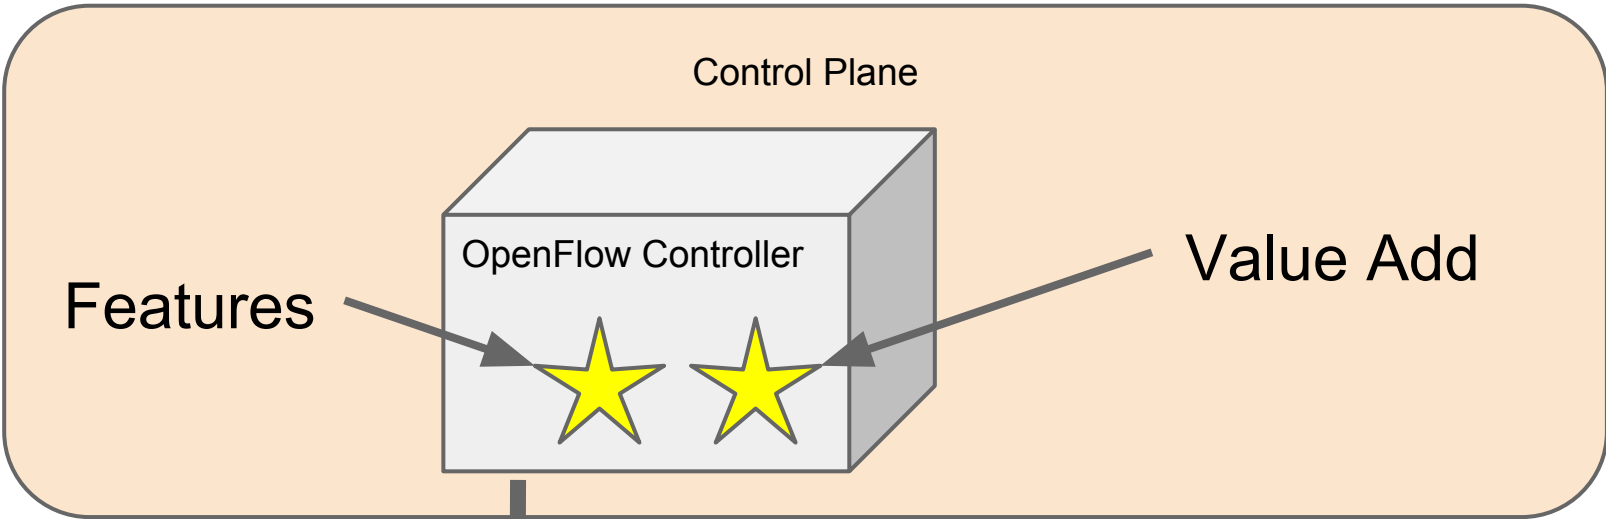 Control Plane
OpenFlow Controller
Value Add
Features